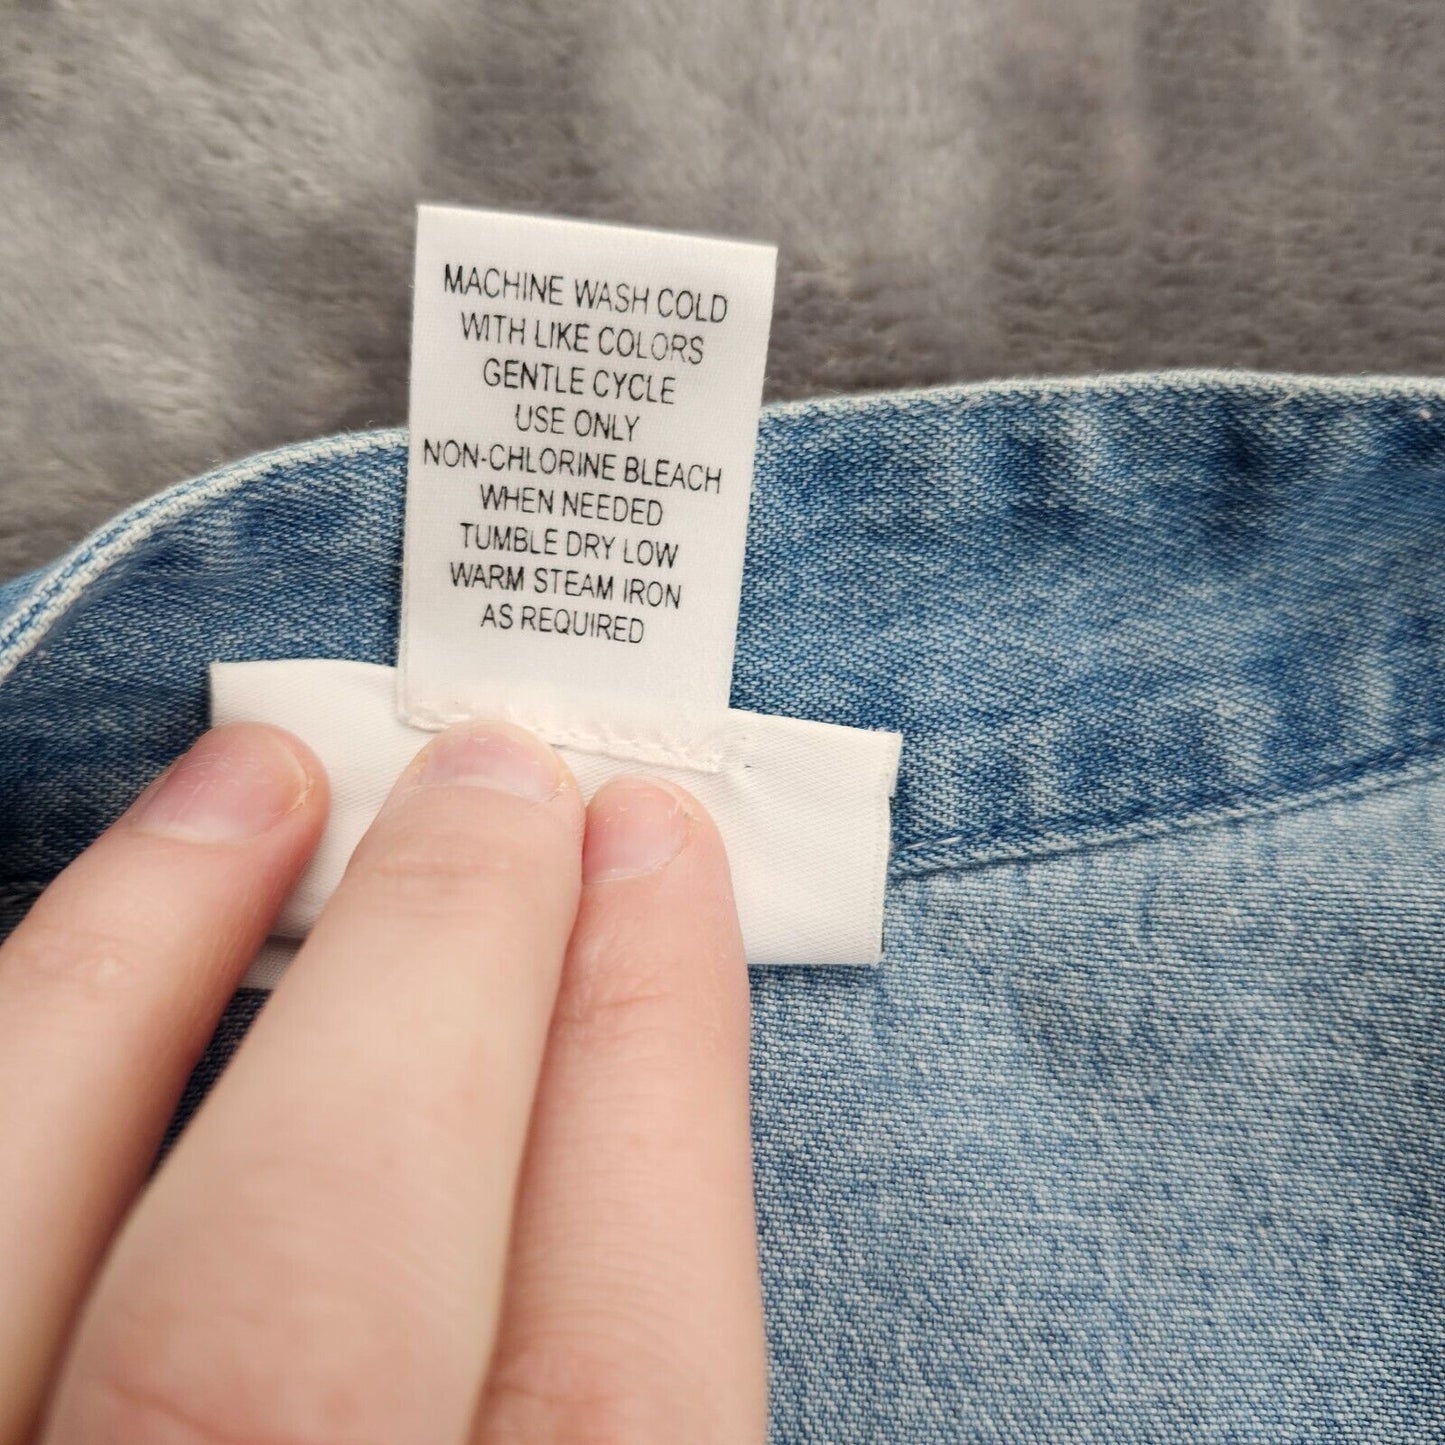 MACHINE WASH COLD
WITH LIKE COLORS
GENTLE CYCLE
USE ONLY
NON-CHLORINE BLEACH
WHEN NEEDED
TUMBLE DRY LOW
WARM STEAM IRON
AS REQUIRED